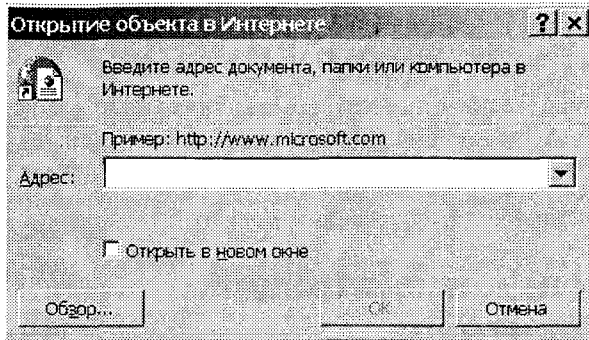 Открытие объекта в Интернете
Введите адрес документа, папки или компьютера в
Интернете.
Пример: http://www.microsoft.com
Адрес:
Открыть в новом окне
Обзор...
ОК
Отмена